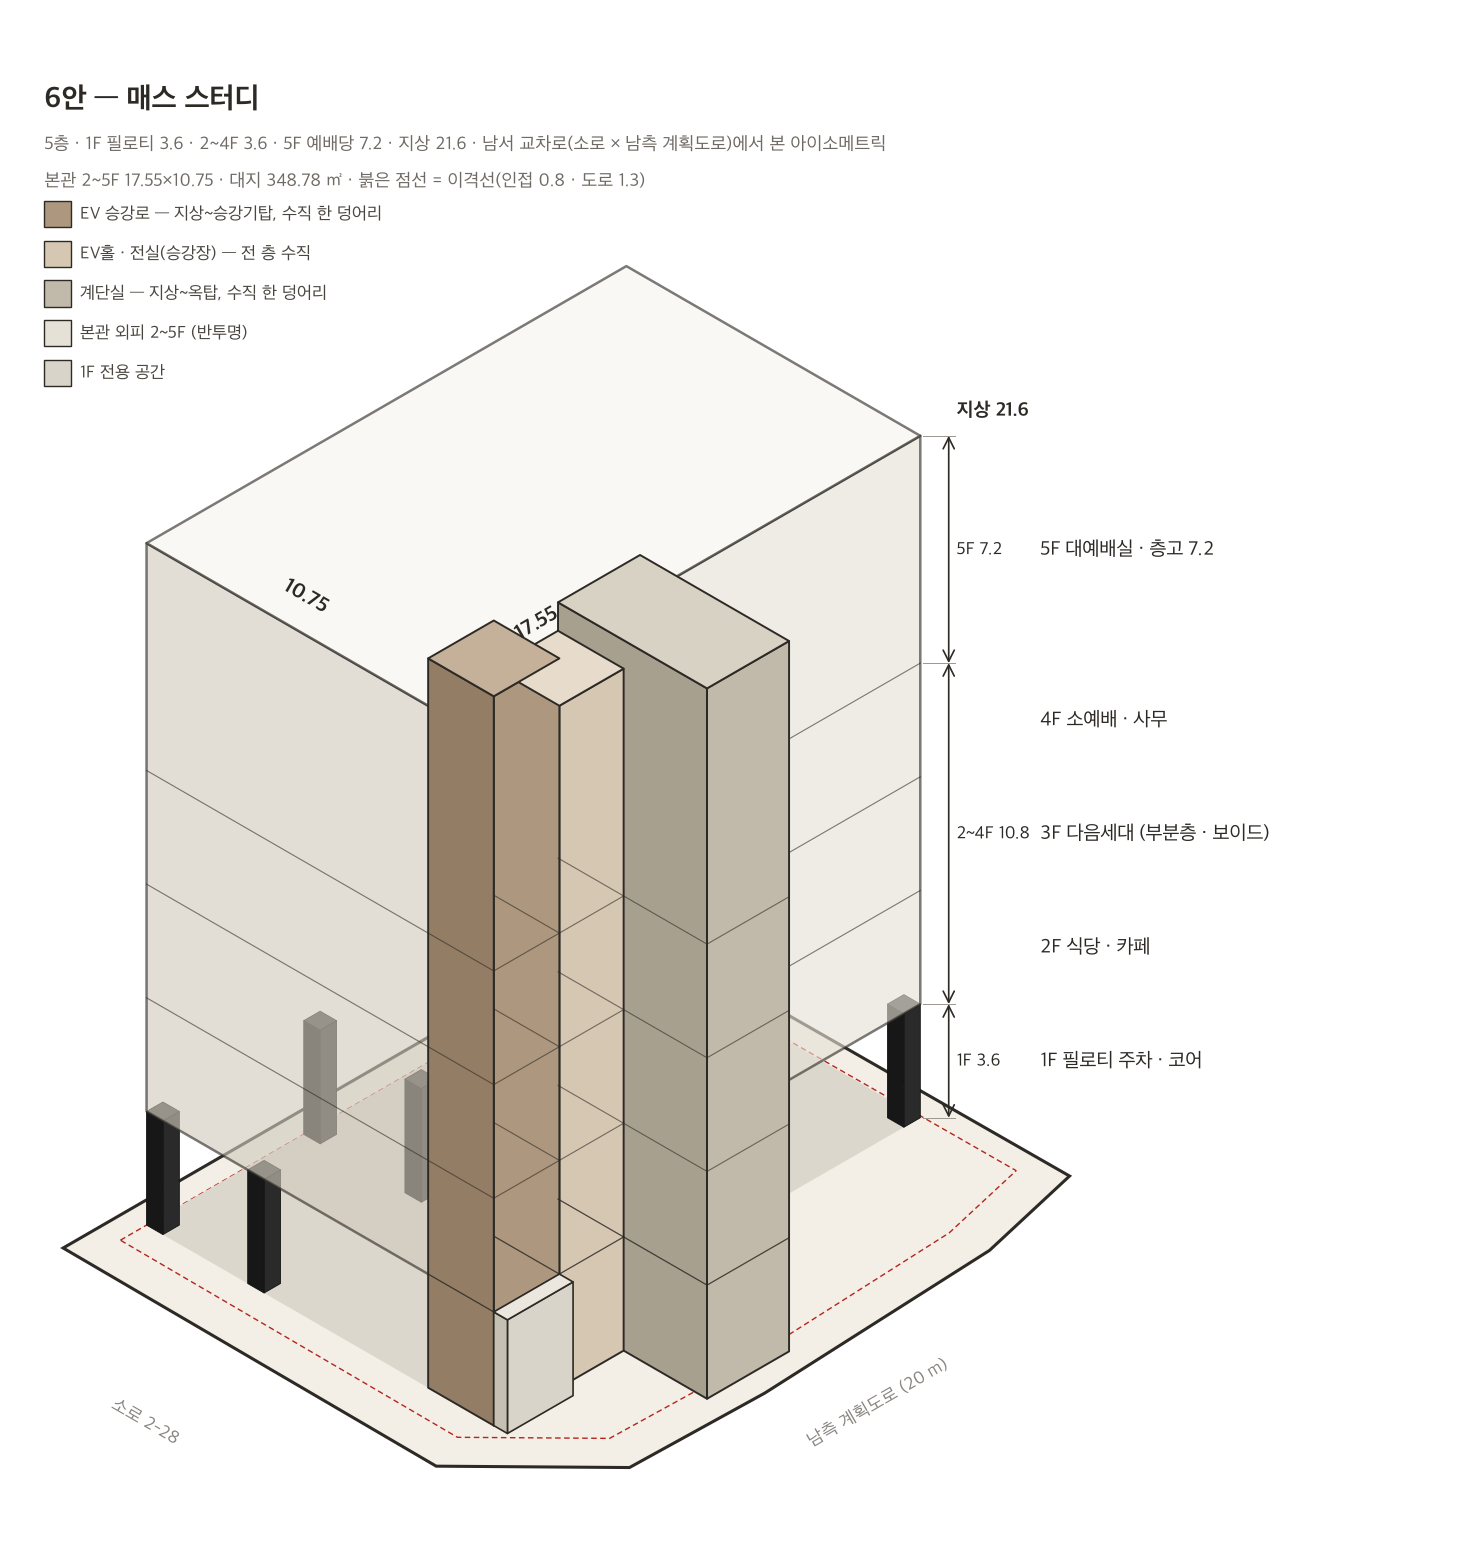 6안 — 매스 스터디
5층 · 1F 필로티 3.6 · 2~4F 3.6 · 5F 예배당 7.2 · 지상 21.6 · 남서 교차로(소로 × 남측 계획도로)에서 본 아이소메트릭
본관 2~5F 17.55×10.75 · 대지 348.78 ㎡ · 붉은 점선 = 이격선(인접 0.8 · 도로 1.3)
EV 승강로 — 지상~승강기탑, 수직 한 덩어리
EV홀 · 전실(승강장) — 전 층 수직
계단실 — 지상~옥탑, 수직 한 덩어리
본관 외피 2~5F (반투명)
1F 전용 공간
지상 21.6
5F 7.2
5F 대예배실 · 층고 7.2
10.75
17.55
4F 소예배 · 사무
2~4F 10.8
3F 다음세대 (부분층 · 보이드)
2F 식당 · 카페
1F 3.6
1F 필로티 주차 · 코어
소로 2-28
남측 계획도로 (20 m)